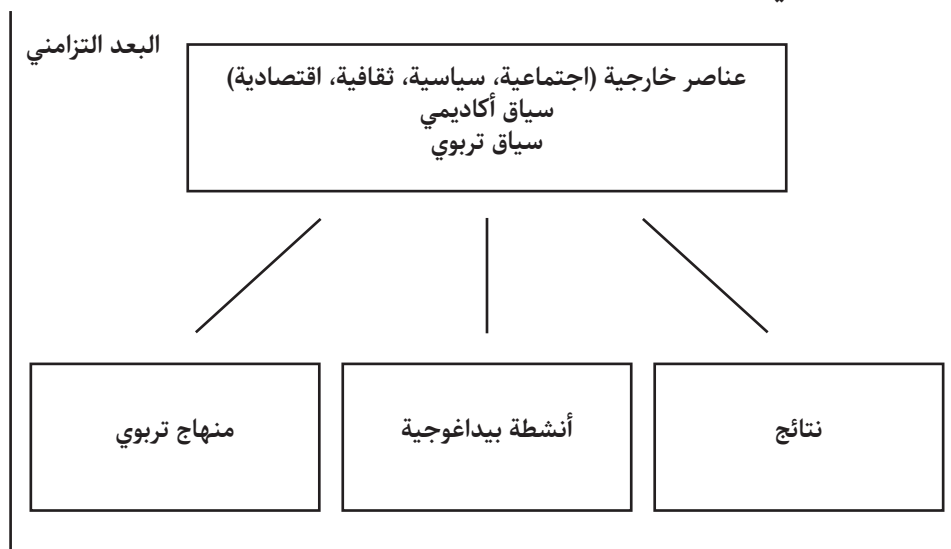 البعد التزامني
عناصر خارجية (اجتماعية، سياسية، ثقافية، اقتصادية)
سياق أكاديمي
سياق تربوي
نتائج
أنشطة بيداغوجية
منهاج تربوي